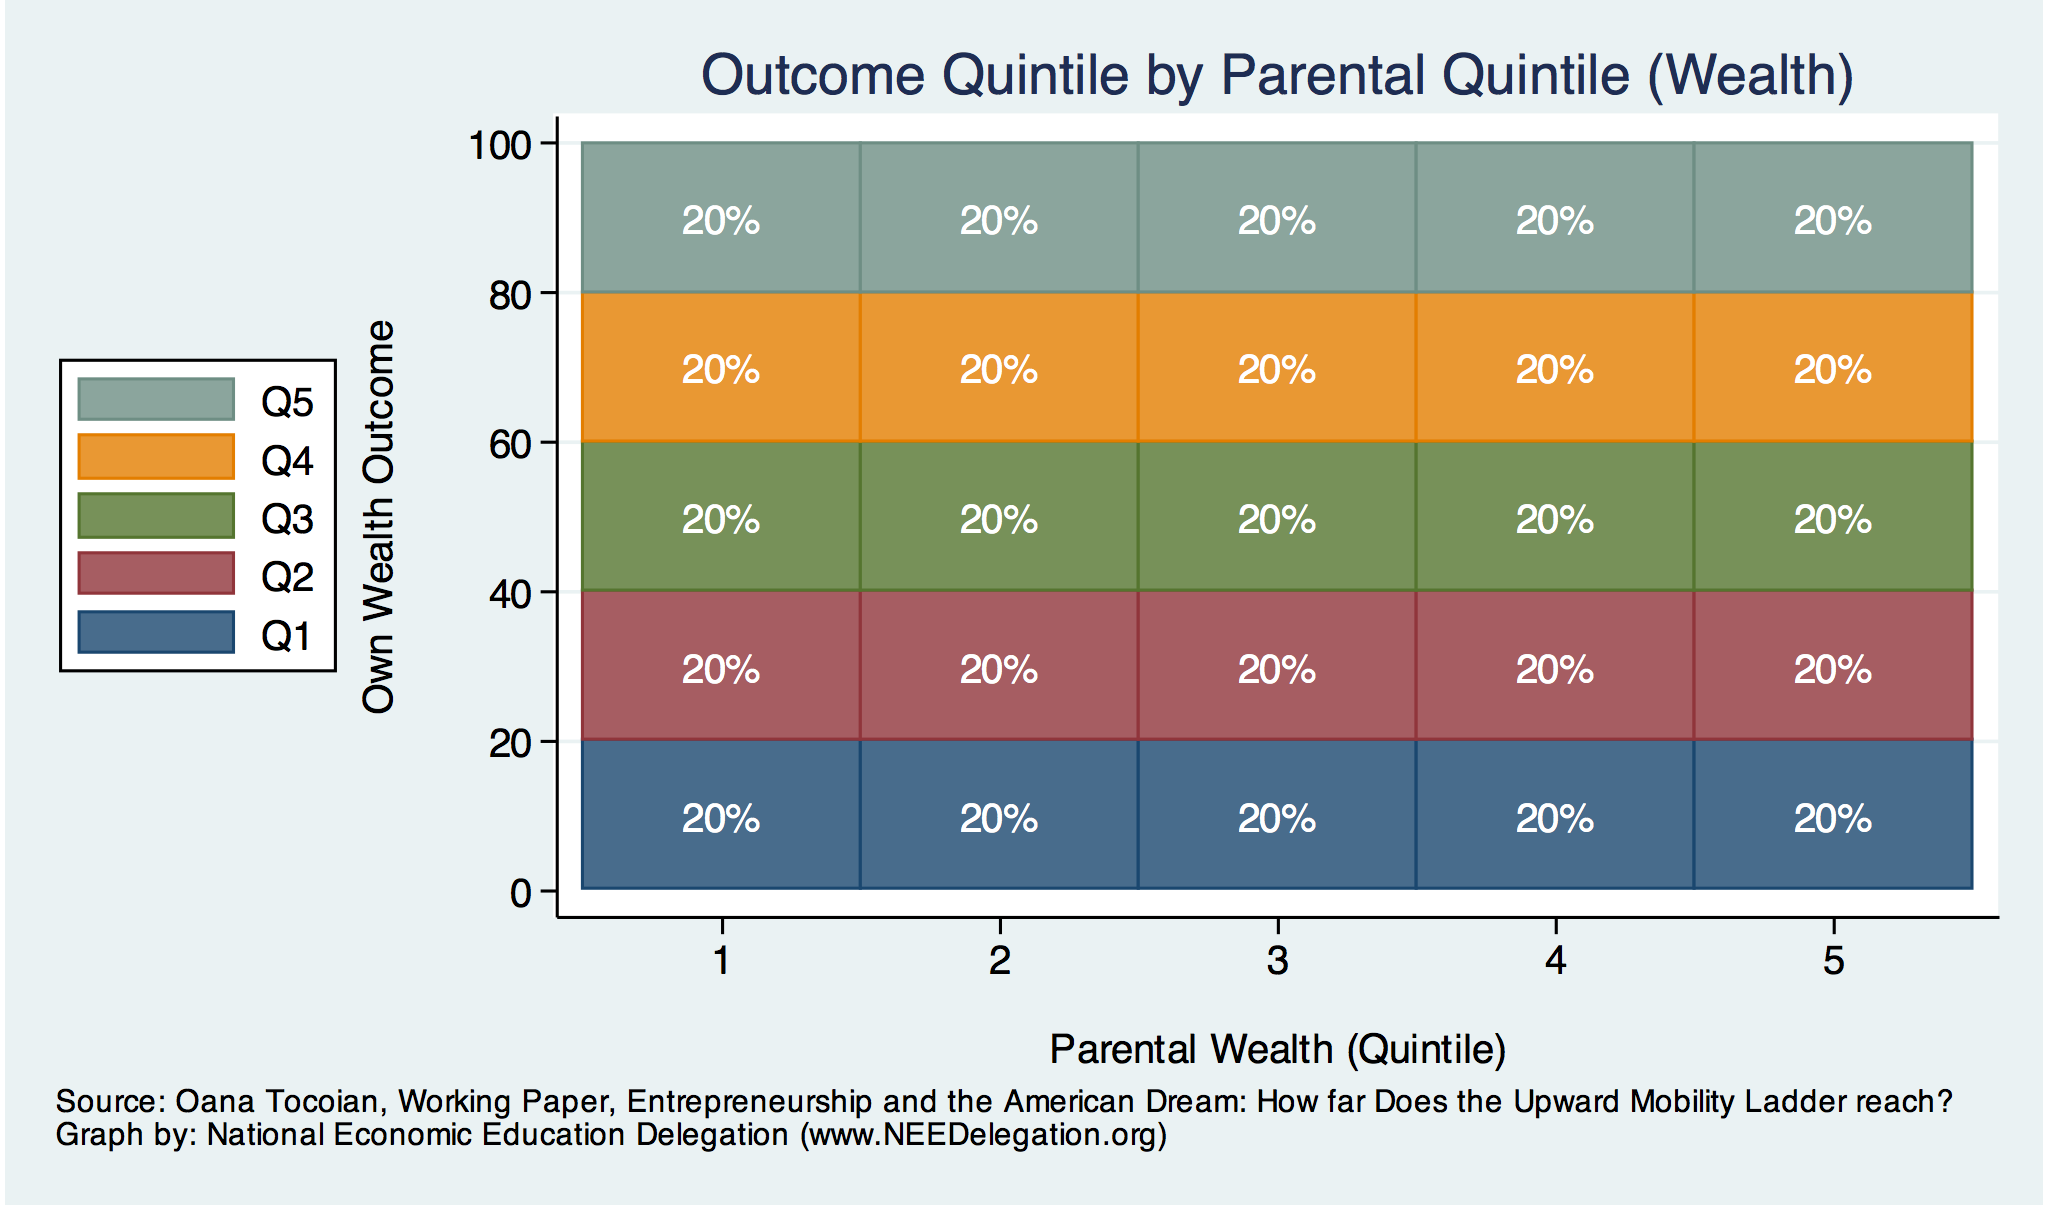 Outcome Quintile by Parental Quintile (Wealth)
Q5
Q4
Q3
Q2
Q1
Own Wealth Outcome
100
80
60
40
20
0
20% 20% 20% 20% 20%
20% 20% 20% 20% 20%
20% 20% 20% 20% 20%
20% 20% 20% 20% 20%
20% 20% 20% 20% 20%
1 2 3 4 5
Parental Wealth (Quintile)
Source: Oana Tocoian, Working Paper, Entrepreneurship and the American Dream: How far Does the Upward Mobility Ladder reach?
Graph by: National Economic Education Delegation (www.NEEDelegation.org)